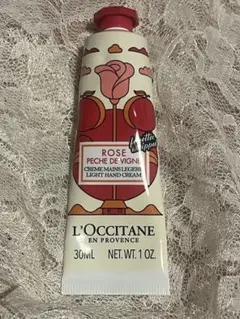 ROSE
PECHE DE VIGNE
CREME MAINS LEGERE
LIGHT HAND CREAM
L'OCCITANE
EN PROVENCE
30ML NET.WT.1 OZ.